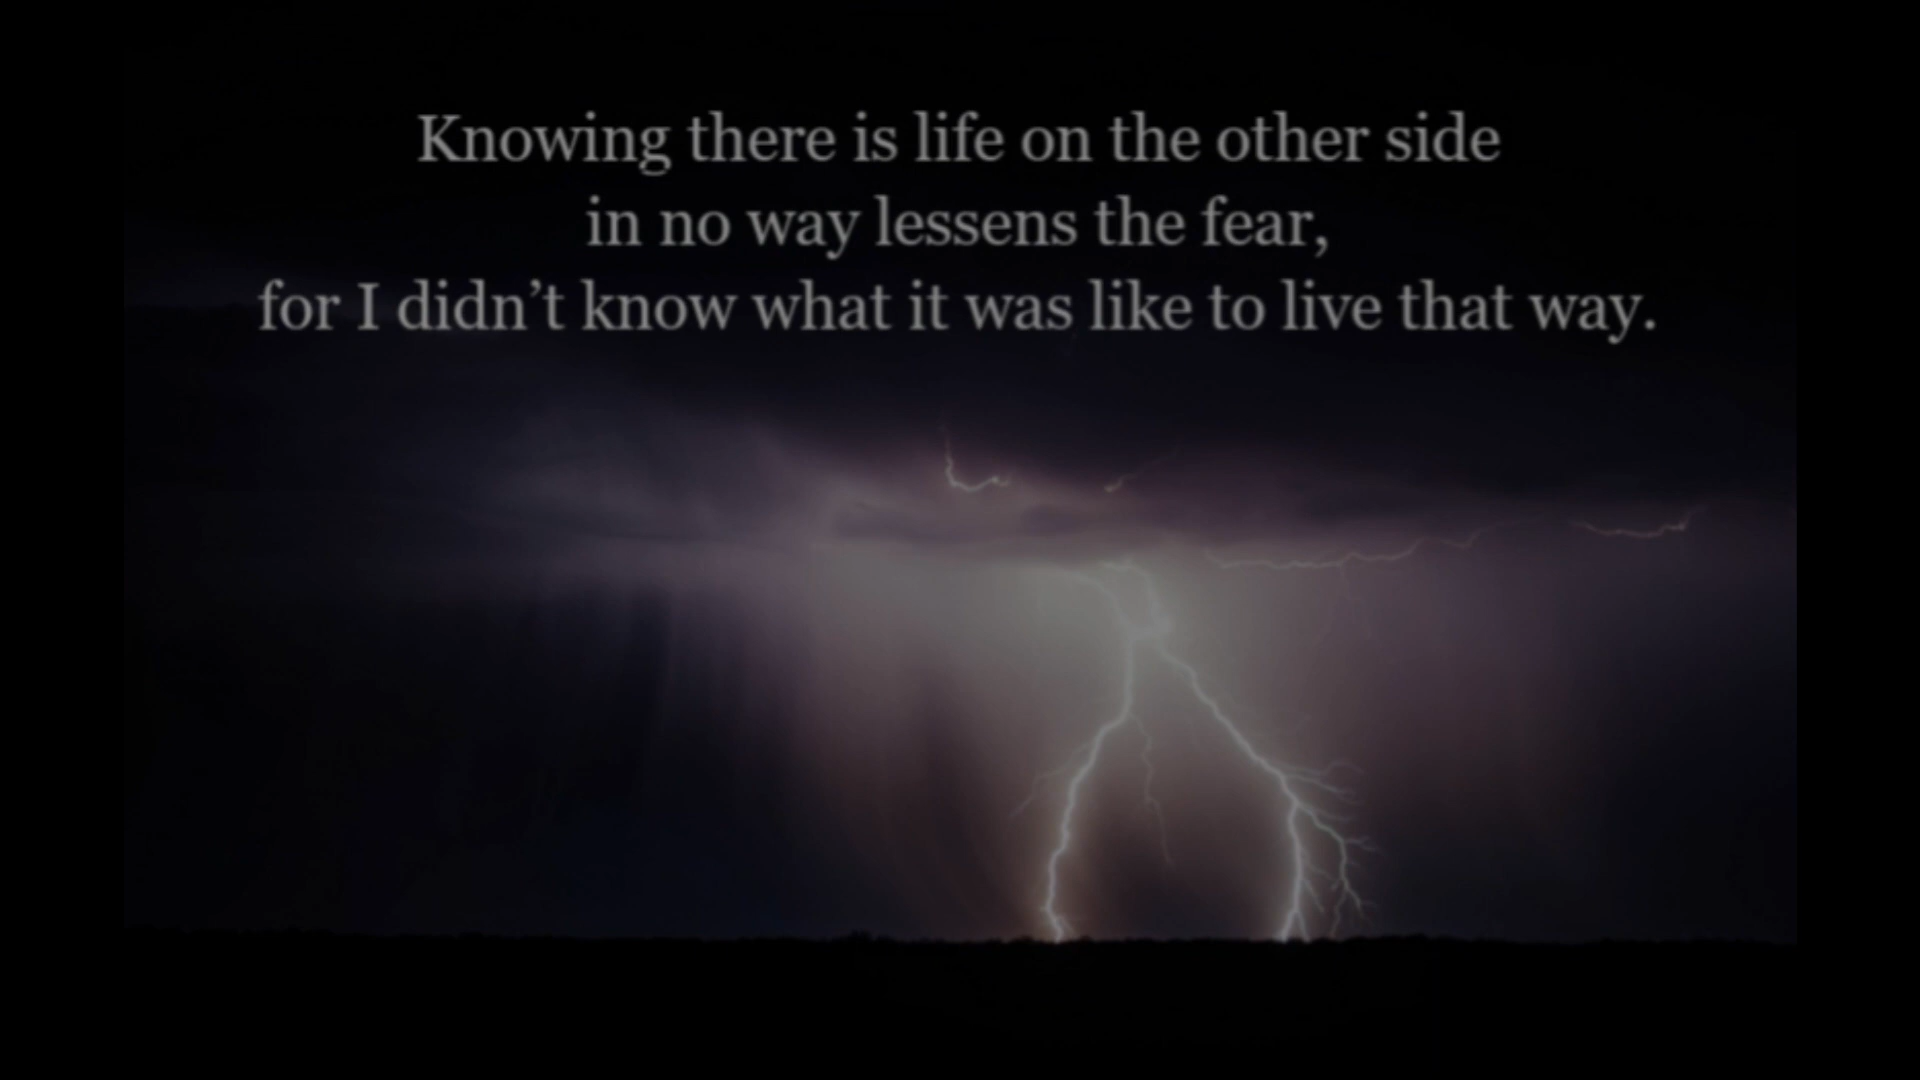 Knowing there is life on the other side
in no way lessens the fear,
for I didn’t know what it was like to live that way.